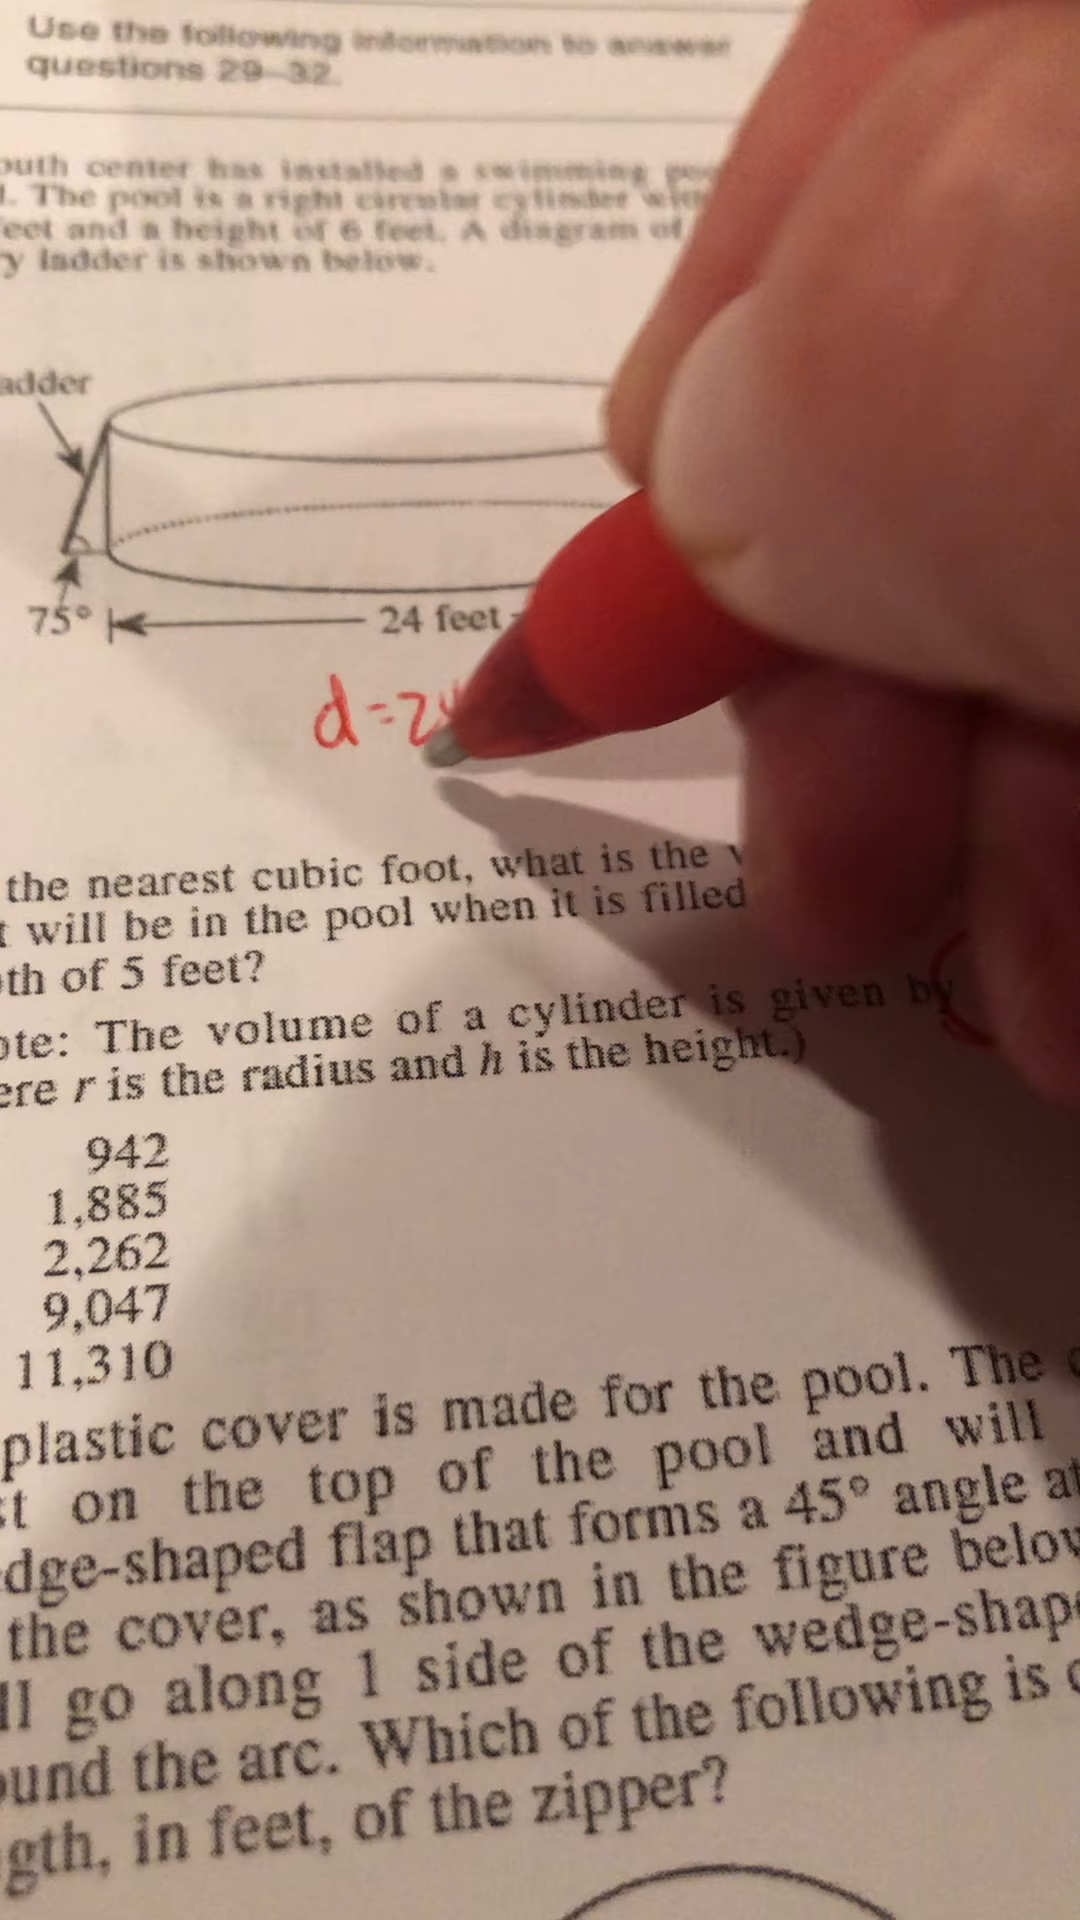 Use the following information to answer
questions 29–32.
outh center has installed a swimming
. The pool is a right circular cylinder with
feet and a height of 6 feet. A diagram of
y ladder is shown below.
adder
75°
24 feet
d=24
the nearest cubic foot, what is the
t will be in the pool when it is filled
th of 5 feet?
ote: The volume of a cylinder is given by
ere r is the radius and h is the height.)
942
1,885
2,262
9,047
11,310
plastic cover is made for the pool. The
st on the top of the pool and will
edge-shaped flap that forms a 45° angle at
the cover, as shown in the figure below
ll go along 1 side of the wedge-shape
ound the arc. Which of the following is
gth, in feet, of the zipper?